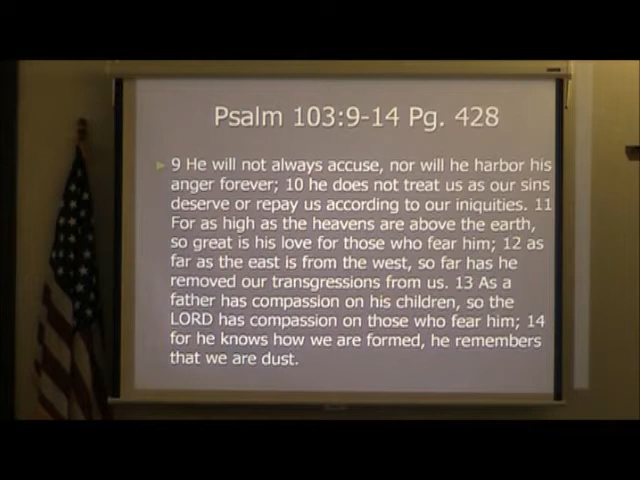 Psalm 103:9-14 Pg. 428
9 He will not always accuse, nor will he harbor his
anger forever; 10 he does not treat us as our sins
deserve or repay us according to our iniquities. 11
For as high as the heavens are above the earth,
so great is his love for those who fear him; 12 as
far as the east is from the west, so far has he
removed our transgressions from us. 13 As a
father has compassion on his children, so the
LORD has compassion on those who fear him; 14
for he knows how we are formed, he remembers
that we are dust.